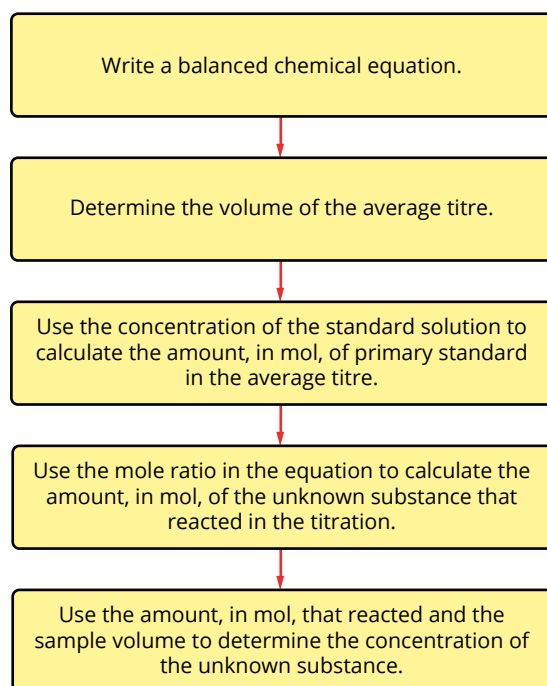 Write a balanced chemical equation.
Determine the volume of the average titre.
Use the concentration of the standard solution to
calculate the amount, in mol, of primary standard
in the average titre.
Use the mole ratio in the equation to calculate the
amount, in mol, of the unknown substance that
reacted in the titration.
Use the amount, in mol, that reacted and the
sample volume to determine the concentration of
the unknown substance.